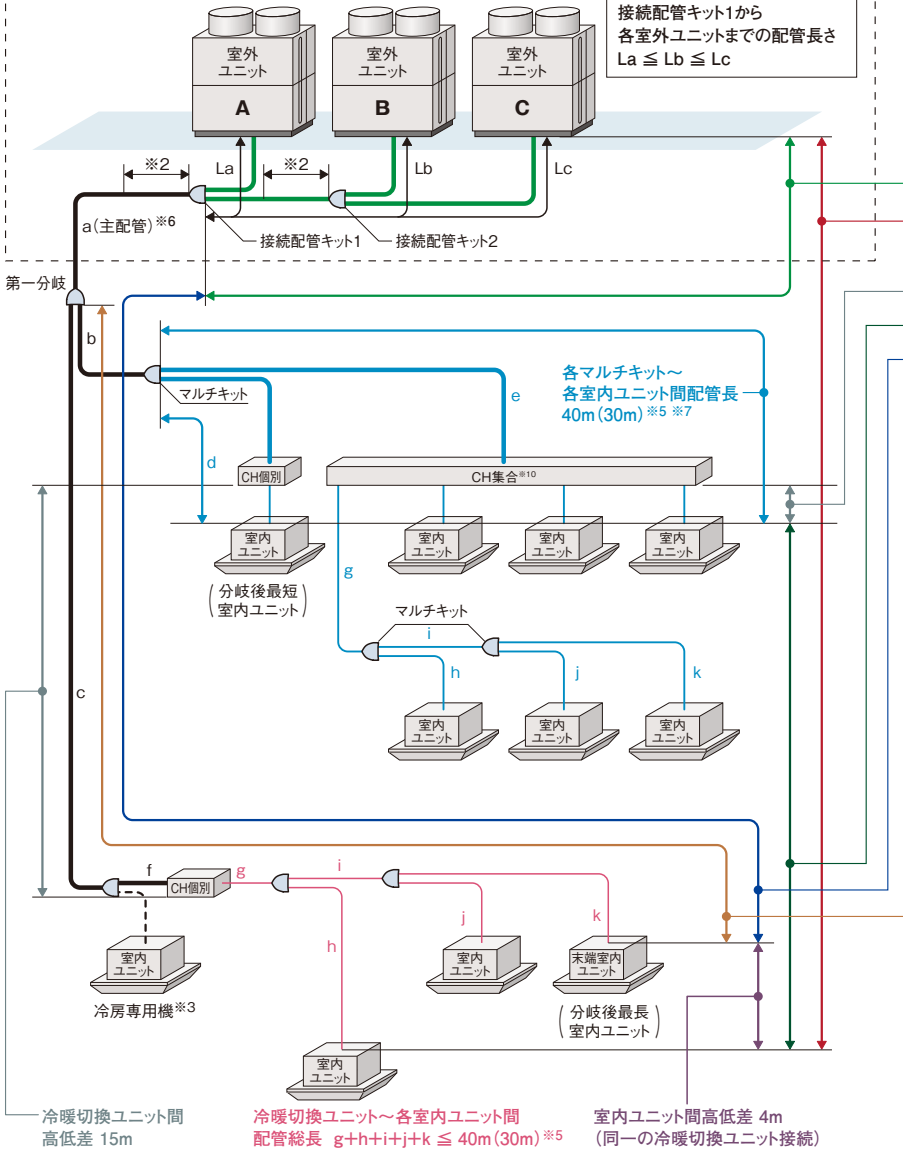 接続配管キット1から
各室外ユニットまでの配管長さ
La ≦ Lb ≦ Lc
室外
ユニット
A
室外
ユニット
B
室外
ユニット
C
※2
La
※2
Lb
Lc
a(主配管)※6
接続配管キット1
接続配管キット2
第一分岐
b
マルチキット
e
各マルチキット～
各室内ユニット間配管長
40m(30m)※5 ※7
d
CH個別
CH集合※10
室内
ユニット
室内
ユニット
室内
ユニット
室内
ユニット
(分岐後最短
室内ユニット)
g
マルチキット
i
h
j
k
c
室内
ユニット
室内
ユニット
室内
ユニット
f
CH個別
g
i
h
j
k
室内
ユニット
室内
ユニット
末端室内
ユニット
冷房専用機※3
(分岐後最長
室内ユニット)
室内
ユニット
冷暖切換ユニット間
高低差 15m
冷暖切換ユニット～各室内ユニット間
配管総長 g+h+i+j+k ≦ 40m(30m)※5
室内ユニット間高低差 4m
(同一の冷暖切換ユニット接続)